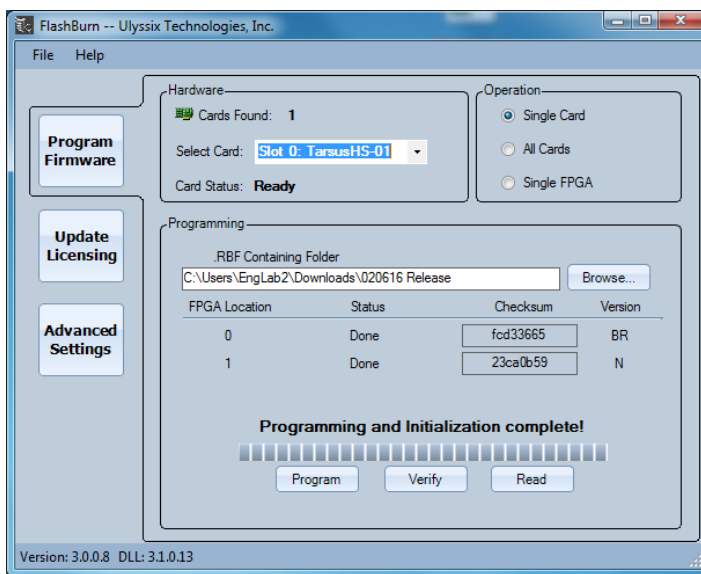 FlashBurn -- Ulyssix Technologies, Inc.
File Help
Program
Firmware
Update
Licensing
Advanced
Settings
Hardware
Cards Found: 1
Select Card: Slot 0: TarsusHS-01
Card Status: Ready
Operation
Single Card
All Cards
Single FPGA
Programming
.RBF Containing Folder
C:\Users\EngLab2\Downloads\020616 Release
Browse...
FPGA Location Status Checksum Version
0 Done fcd33665 BR
1 Done 23ca0b59 N
Programming and Initialization complete!
Program Verify Read
Version: 3.0.0.8 DLL: 3.1.0.13